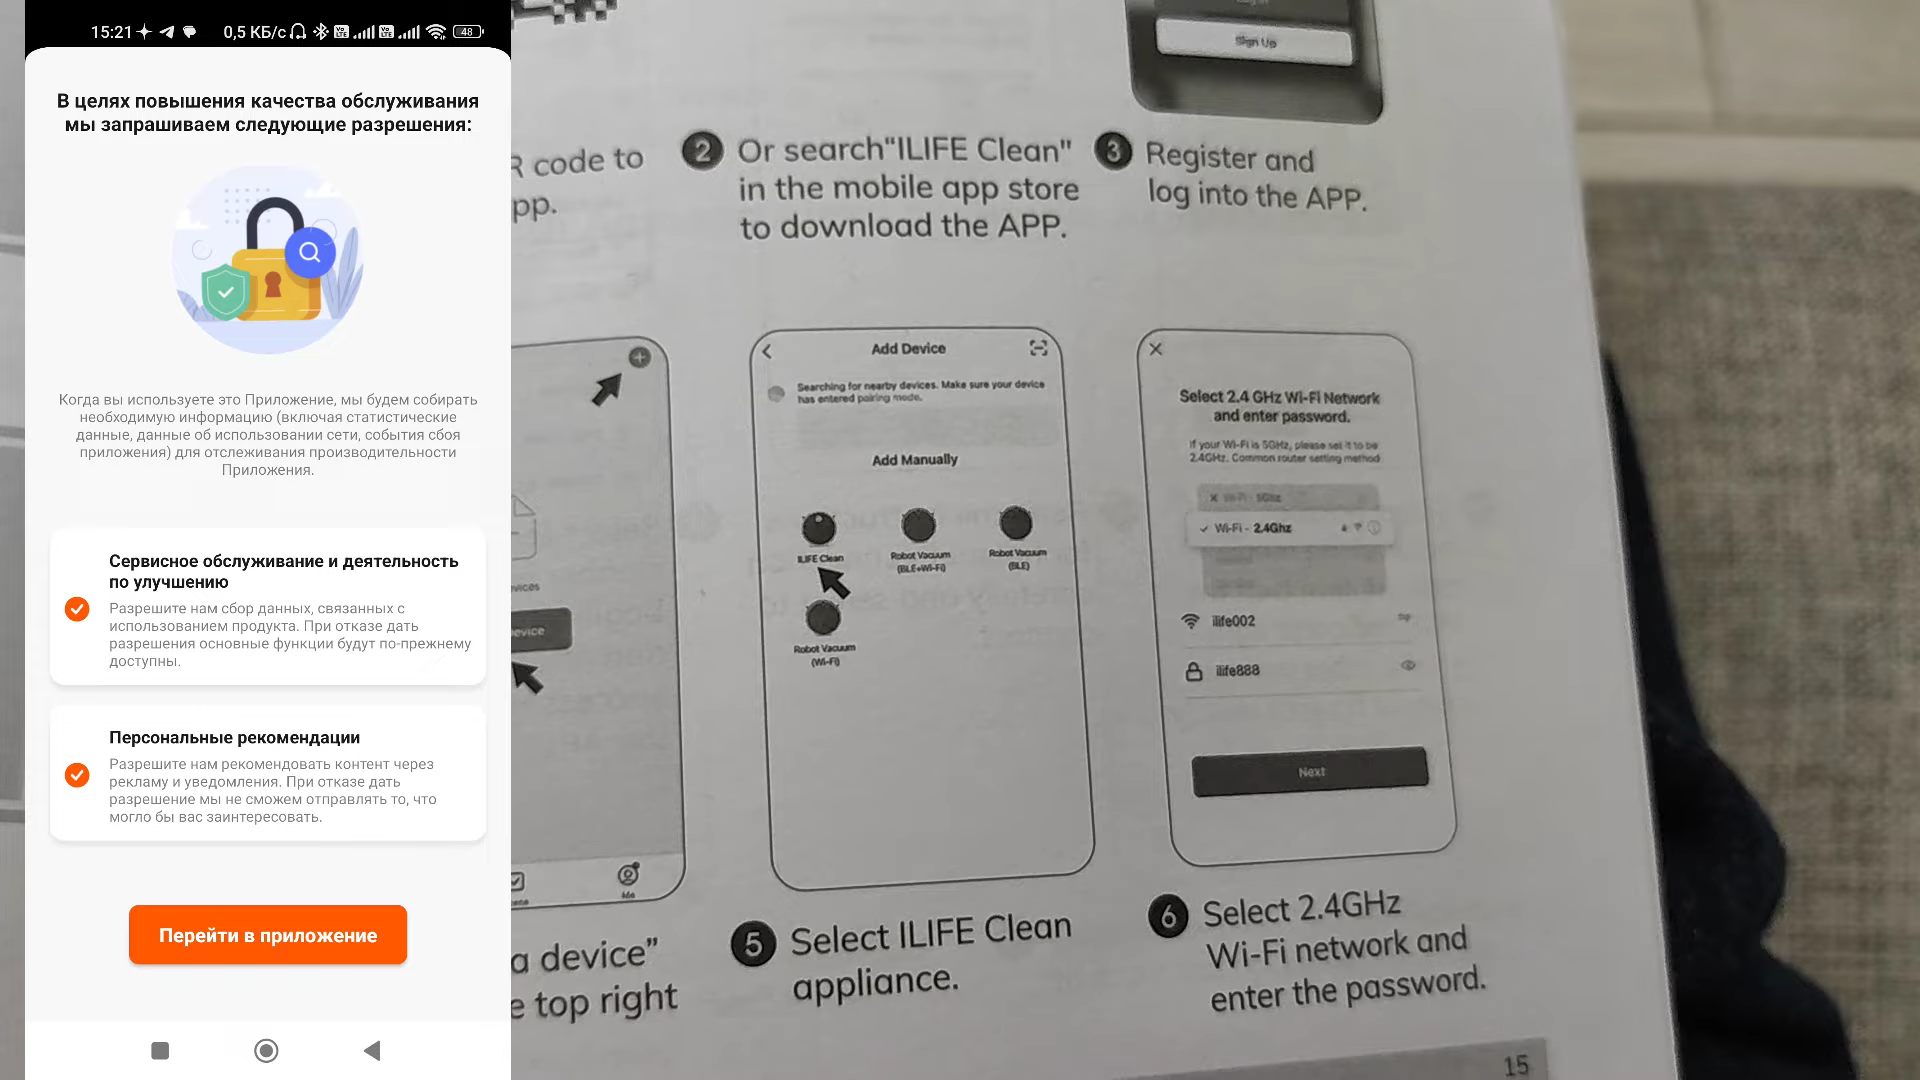 15:21
0,5 КБ/с
48
В целях повышения качества обслуживания
мы запрашиваем следующие разрешения:
Когда вы используете это Приложение, мы будем собирать
необходимую информацию (включая статистические
данные, данные об использовании сети, события сбоя
приложения) для отслеживания производительности
Приложения.
Сервисное обслуживание и деятельность
по улучшению
Разрешите нам сбор данных, связанных с
использованием продукта. При отказе дать
разрешения основные функции будут по-прежнему
доступны.
Персональные рекомендации
Разрешите нам рекомендовать контент через
рекламу и уведомления. При отказе дать
разрешение мы не сможем отправлять то, что
могло бы вас заинтересовать.
Перейти в приложение
Sign Up
code to
2 Or search"ILIFE Clean"
in the mobile app store
to download the APP.
3 Register and
log into the APP.
Add Device
Searching for nearby devices. Make sure your device
has entered pairing mode.
Add Manually
ILIFE Clean
Robot Vacuum
(BLE+Wi-Fi)
Robot Vacuum
(BLE)
Robot Vacuum
(Wi-Fi)
Me
Select 2.4 GHz Wi-Fi Network
and enter password.
If your Wi-Fi is 5GHz, please set it to be
2.4GHz. Common router setting method
Wi-Fi - 5Ghz
Wi-Fi - 2.4Ghz
ilife002
ilife888
Next
a device"
top right
5 Select ILIFE Clean
appliance.
6 Select 2.4GHz
Wi-Fi network and
enter the password.
15